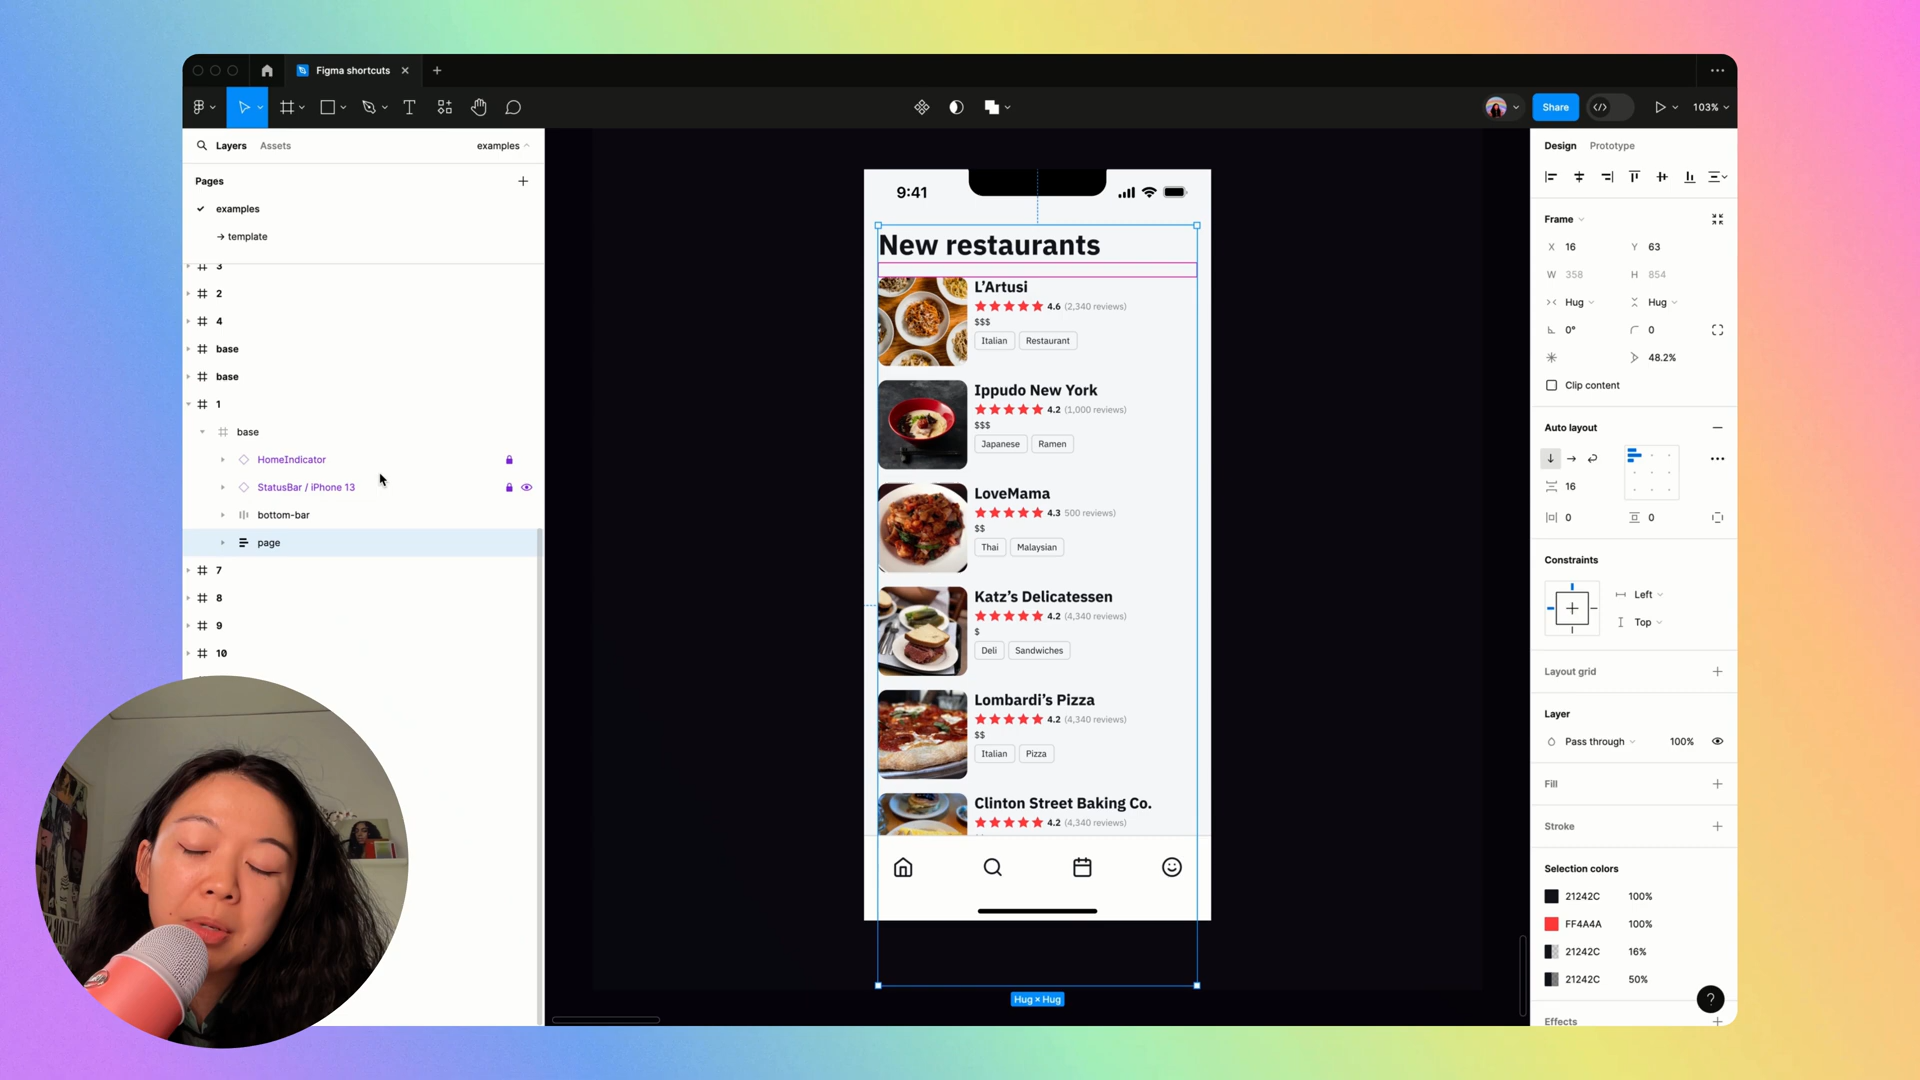 Figma shortcuts
Share
103%
Layers
Assets
examples
Pages
examples
→ template
3
2
4
base
base
1
base
HomeIndicator
StatusBar / iPhone 13
bottom-bar
page
7
8
9
10
9:41
New restaurants
L’Artusi
4.6 (2,340 reviews)
$$$
Italian
Restaurant
Ippudo New York
4.2 (1,000 reviews)
$$$
Japanese
Ramen
LoveMama
4.3 500 reviews)
$$
Thai
Malaysian
Katz’s Delicatessen
4.2 (4,340 reviews)
$
Deli
Sandwiches
Lombardi’s Pizza
4.2 (4,340 reviews)
$$
Italian
Pizza
Clinton Street Baking Co.
4.2 (4,340 reviews)
Hug × Hug
Design
Prototype
Frame
X 16
Y 63
W 358
H 854
Hug
Hug
0°
0
48.2%
Clip content
Auto layout
16
0
0
Constraints
Left
Top
Layout grid
Layer
Pass through
100%
Fill
Stroke
Selection colors
21242C 100%
FF4A4A 100%
21242C 16%
21242C 50%
?
Effects